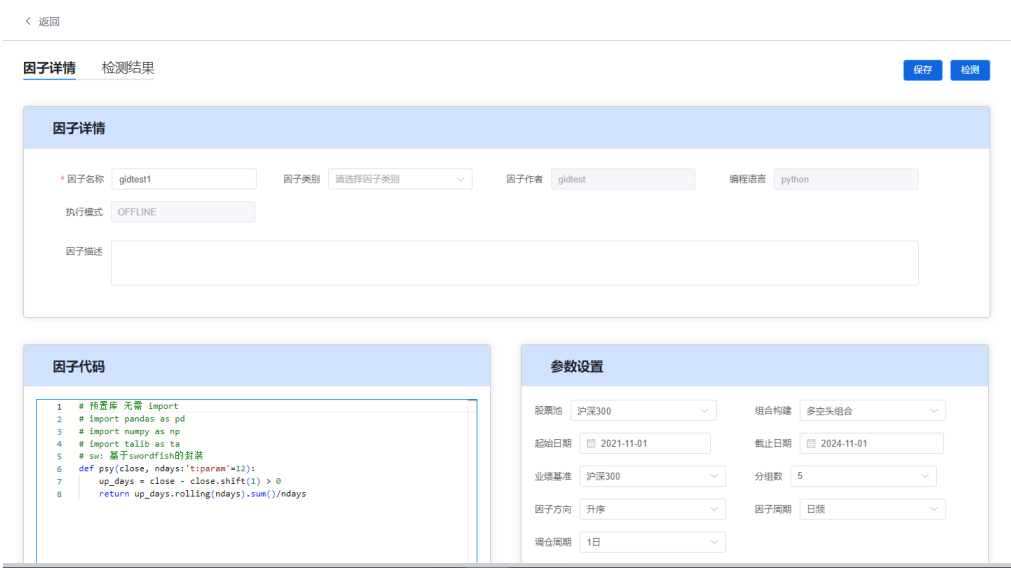 返回
因子详情 检测结果 保存 检测
因子详情
* 因子名称 gidtest1 因子类别 请选择因子类别 因子作者 gidtest 编程语言 python
执行模式 OFFLINE
因子描述
因子代码
1 # 预置库 无需 import
2 # import pandas as pd
3 # import numpy as np
4 # import talib as ta
5 # sw: 基于swordfish的封装
6 def psy(close, ndays:'t:param'=12):
7 up_days = close - close.shift(1) > 0
8 return up_days.rolling(ndays).sum()/ndays
参数设置
股票池 沪深300 组合构建 多空头组合
起始日期 2021-11-01 截止日期 2024-11-01
业绩基准 沪深300 分组数 5
因子方向 升序 因子周期 日频
调仓周期 1日